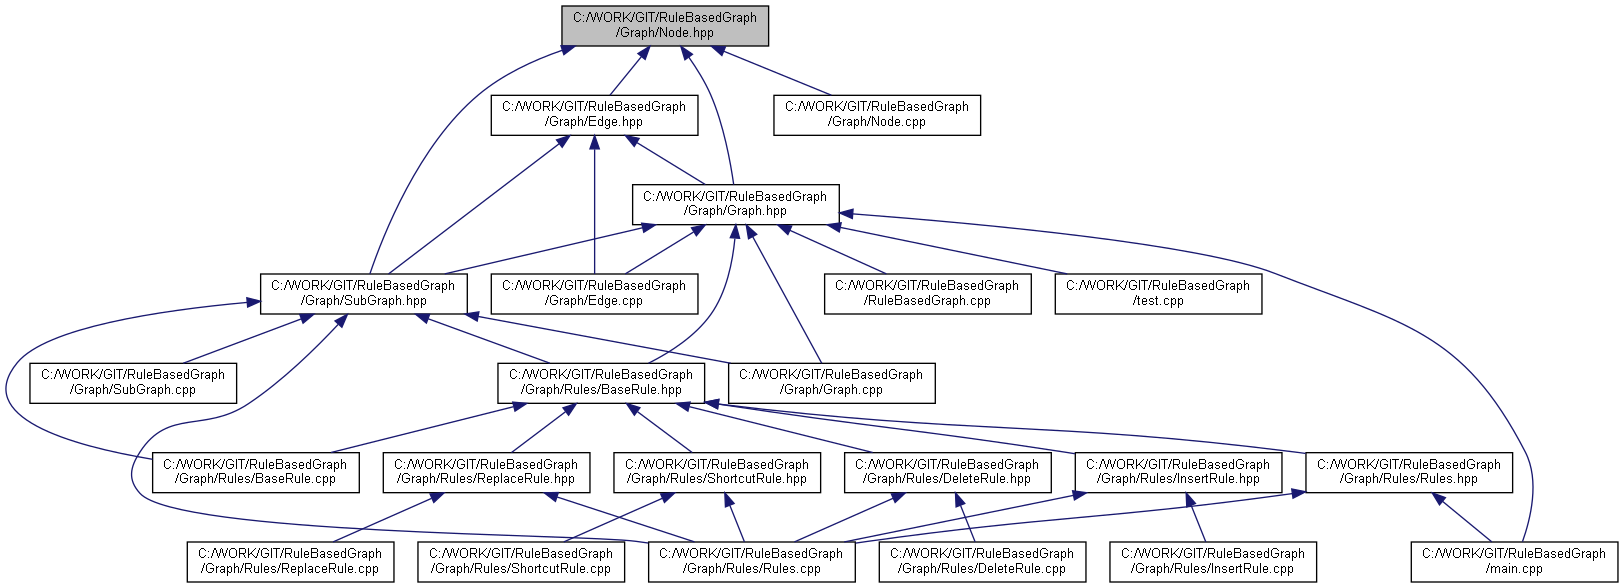 C:/WORK/GIT/RuleBasedGraph
/Graph/Node.hpp
C:/WORK/GIT/RuleBasedGraph
/Graph/Edge.hpp
C:/WORK/GIT/RuleBasedGraph
/Graph/Node.cpp
C:/WORK/GIT/RuleBasedGraph
/Graph/Graph.hpp
C:/WORK/GIT/RuleBasedGraph
/Graph/SubGraph.hpp
C:/WORK/GIT/RuleBasedGraph
/Graph/Edge.cpp
C:/WORK/GIT/RuleBasedGraph
/RuleBasedGraph.cpp
C:/WORK/GIT/RuleBasedGraph
/test.cpp
C:/WORK/GIT/RuleBasedGraph
/Graph/SubGraph.cpp
C:/WORK/GIT/RuleBasedGraph
/Graph/Rules/BaseRule.hpp
C:/WORK/GIT/RuleBasedGraph
/Graph/Graph.cpp
C:/WORK/GIT/RuleBasedGraph
/Graph/Rules/BaseRule.cpp
C:/WORK/GIT/RuleBasedGraph
/Graph/Rules/ReplaceRule.hpp
C:/WORK/GIT/RuleBasedGraph
/Graph/Rules/ShortcutRule.hpp
C:/WORK/GIT/RuleBasedGraph
/Graph/Rules/DeleteRule.hpp
C:/WORK/GIT/RuleBasedGraph
/Graph/Rules/InsertRule.hpp
C:/WORK/GIT/RuleBasedGraph
/Graph/Rules/Rules.hpp
C:/WORK/GIT/RuleBasedGraph
/Graph/Rules/ReplaceRule.cpp
C:/WORK/GIT/RuleBasedGraph
/Graph/Rules/ShortcutRule.cpp
C:/WORK/GIT/RuleBasedGraph
/Graph/Rules/Rules.cpp
C:/WORK/GIT/RuleBasedGraph
/Graph/Rules/DeleteRule.cpp
C:/WORK/GIT/RuleBasedGraph
/Graph/Rules/InsertRule.cpp
C:/WORK/GIT/RuleBasedGraph
/main.cpp